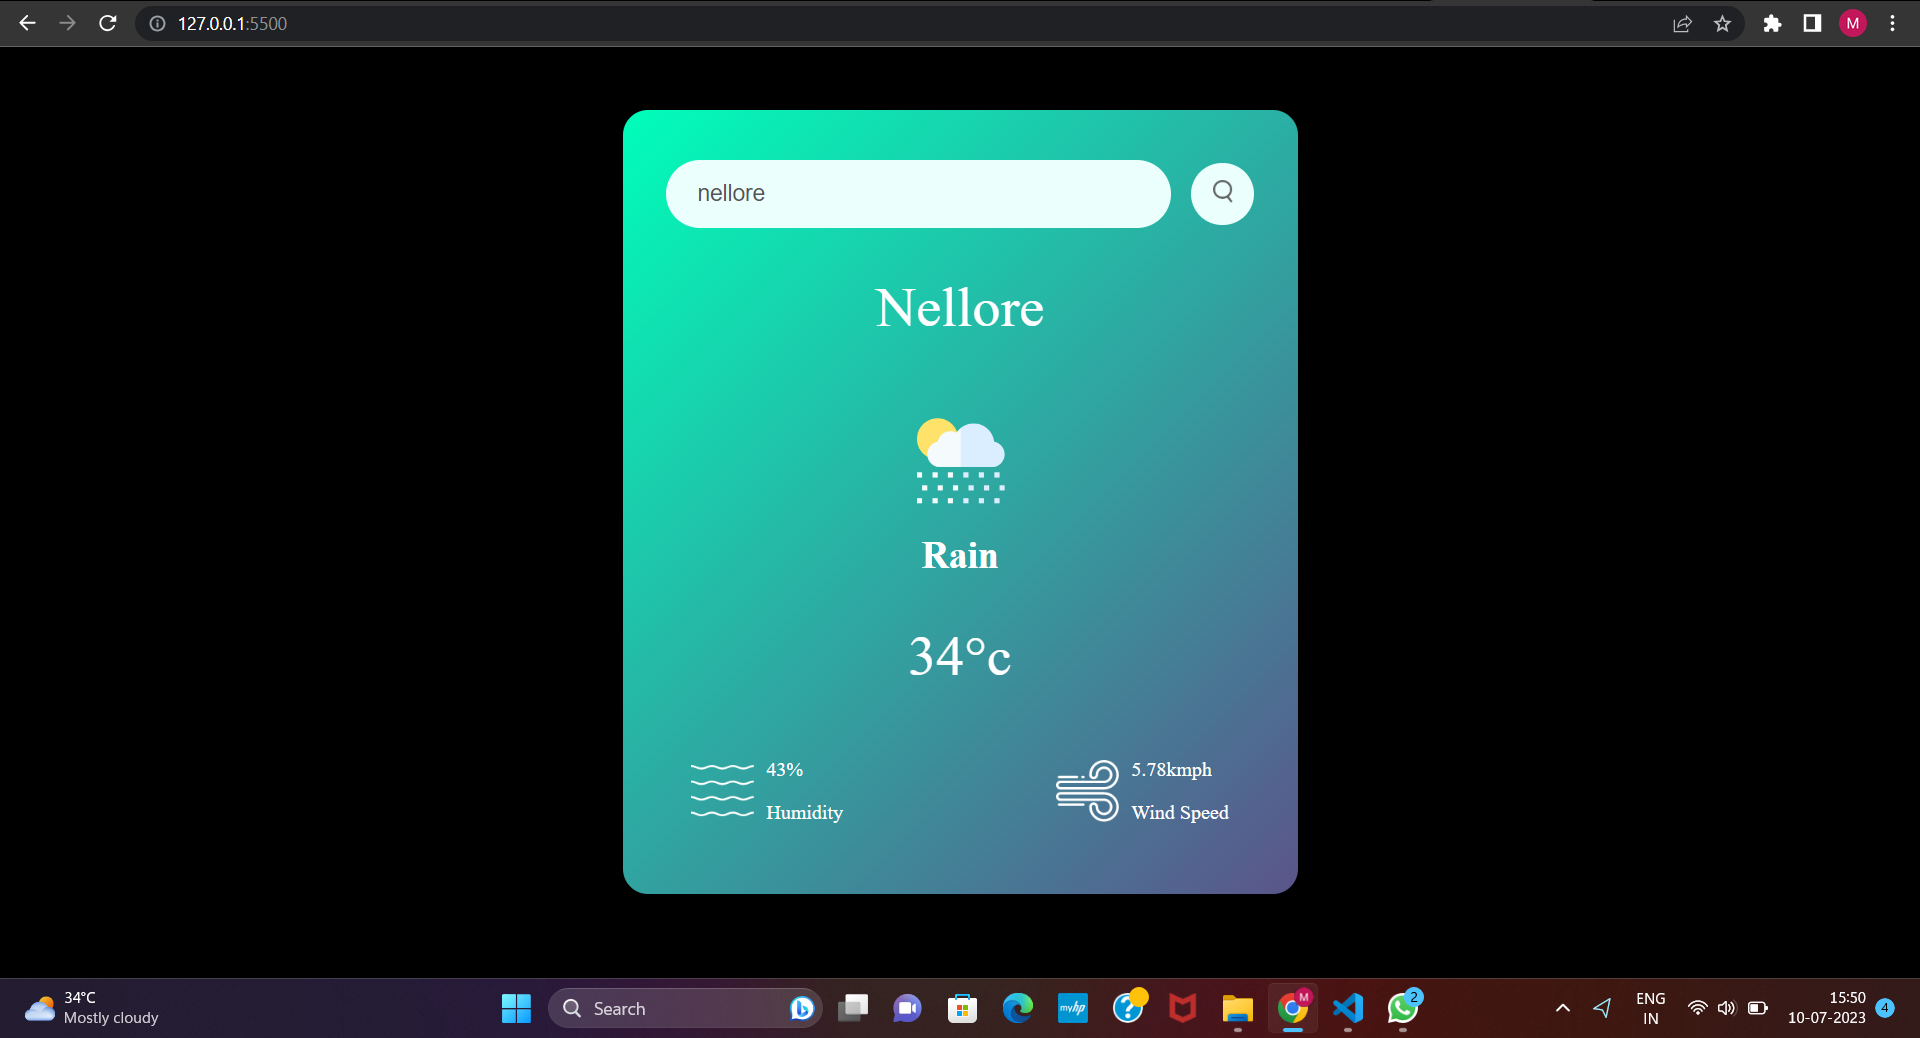 127.0.0.1:5500
M
nellore
Nellore
Rain
34°c
43%
Humidity
5.78kmph
Wind Speed
34°C
Mostly cloudy
Search
b
myhp
?
M
2
ENG
IN
15:50
10-07-2023
4